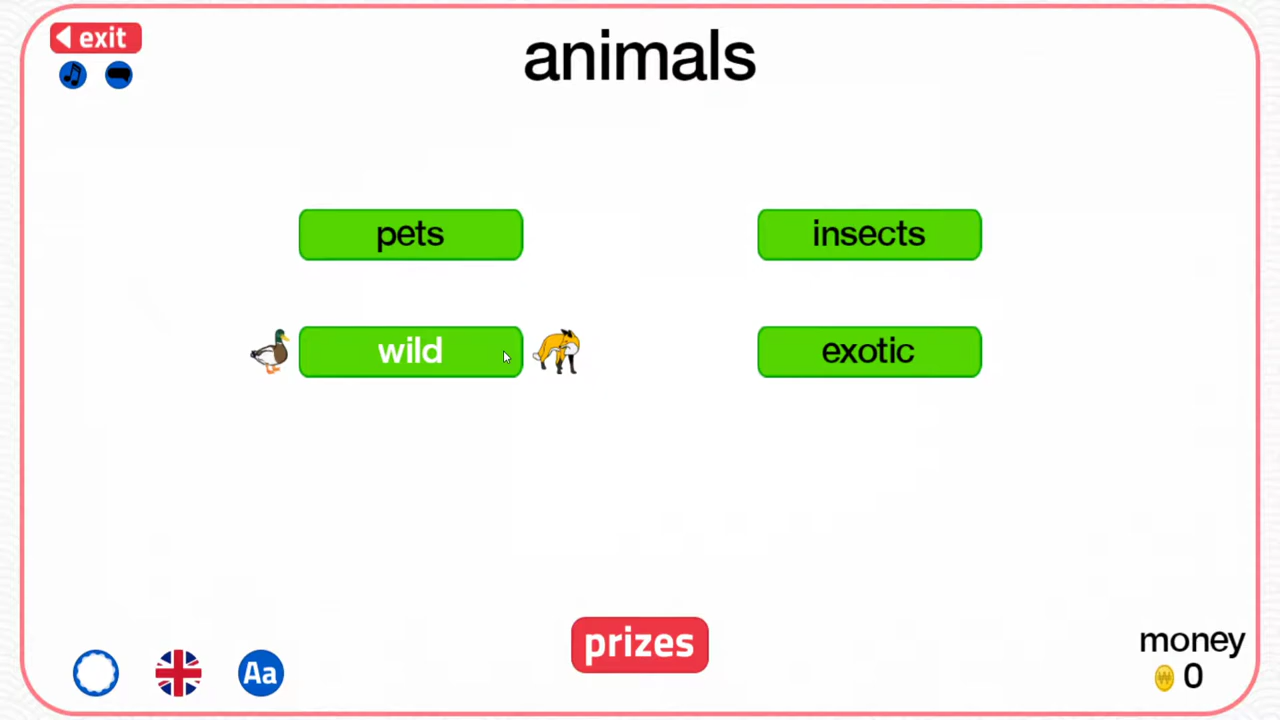 exit
animals
pets
insects
wild
exotic
prizes
money
0
Aa